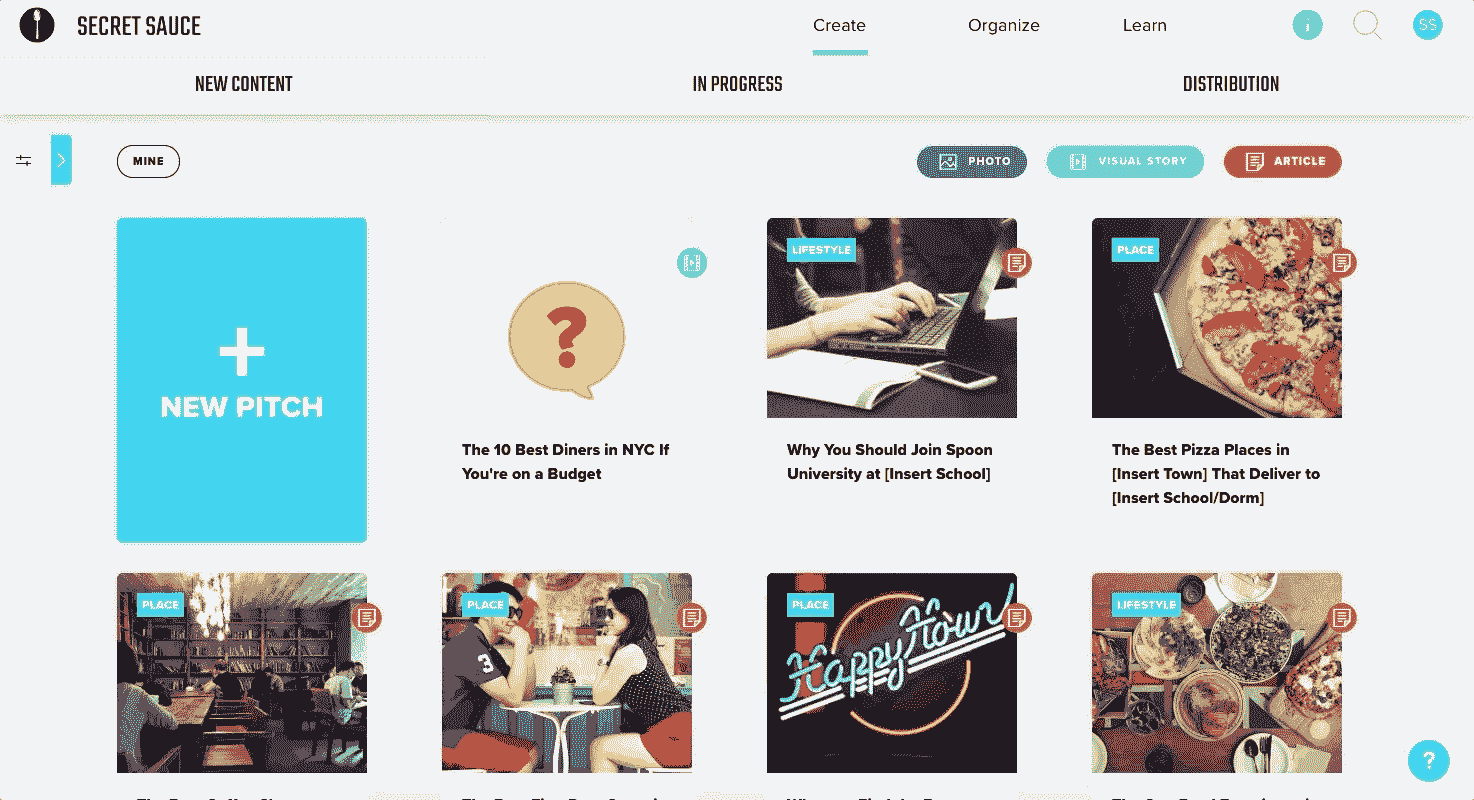 SECRET SAUCE
Create
Organize
Learn
i
SS
NEW CONTENT
IN PROGRESS
DISTRIBUTION
MINE
PHOTO
VISUAL STORY
ARTICLE
+
NEW PITCH
?
The 10 Best Diners in NYC If
You're on a Budget
LIFESTYLE
Why You Should Join Spoon
University at [Insert School]
PLACE
The Best Pizza Places in
[Insert Town] That Deliver to
[Insert School/Dorm]
PLACE
PLACE
3
PLACE
Happy Hour
LIFESTYLE
?